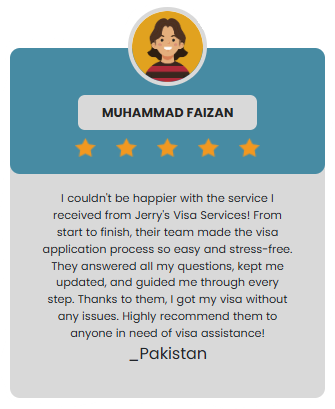 MUHAMMAD FAIZAN
I couldn't be happier with the service I
received from Jerry's Visa Services! From
start to finish, their team made the visa
application process so easy and stress-free.
They answered all my questions, kept me
updated, and guided me through every
step. Thanks to them, I got my visa without
any issues. Highly recommend them to
anyone in need of visa assistance!
_Pakistan